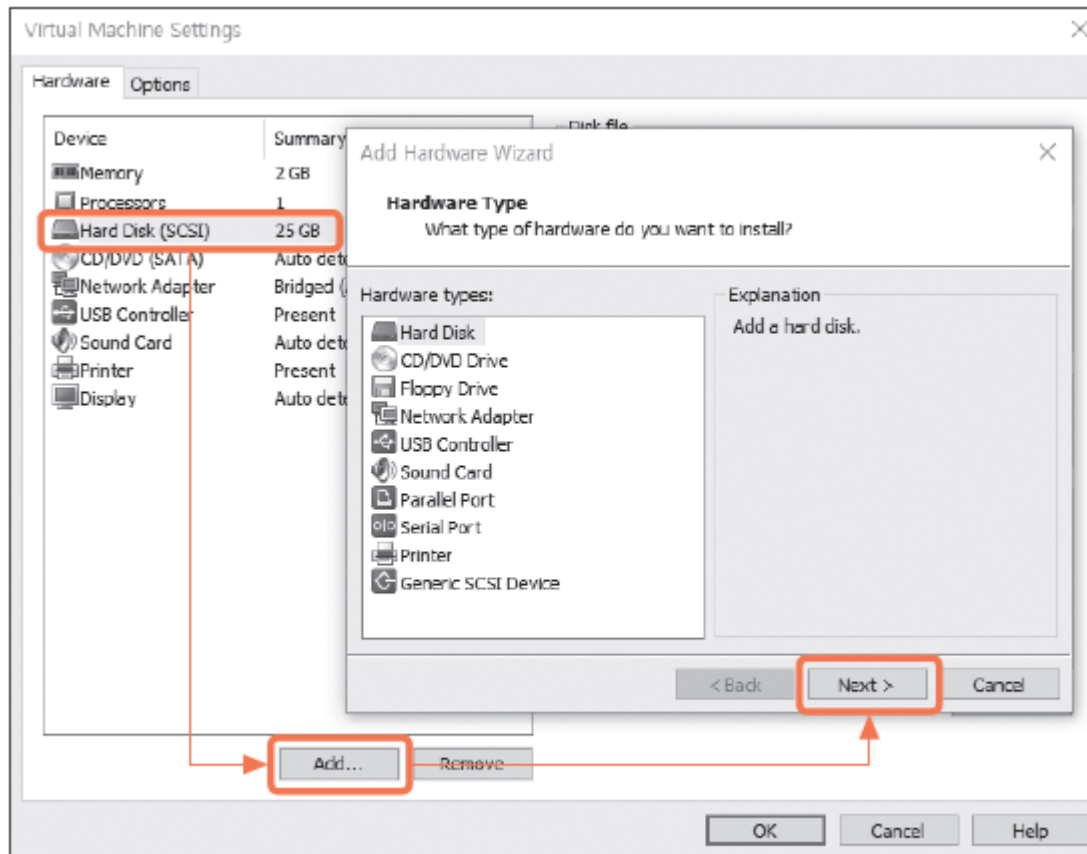 Virtual Machine Settings
Hardware Options
Device Summary
Memory 2 GB
Processors 1
Hard Disk (SCSI) 25 GB
CD/DVD (SATA) Auto
Network Adapter Bridged
USB Controller Present
Sound Card Auto
Printer Present
Display Auto
Disk file
Add Hardware Wizard
Hardware Type
What type of hardware do you want to install?
Hardware types:
Hard Disk
CD/DVD Drive
Floppy Drive
Network Adapter
USB Controller
Sound Card
Parallel Port
Serial Port
Printer
Generic SCSI Device
Explanation
Add a hard disk.
< Back Next > Cancel
Add... Remove
OK Cancel Help